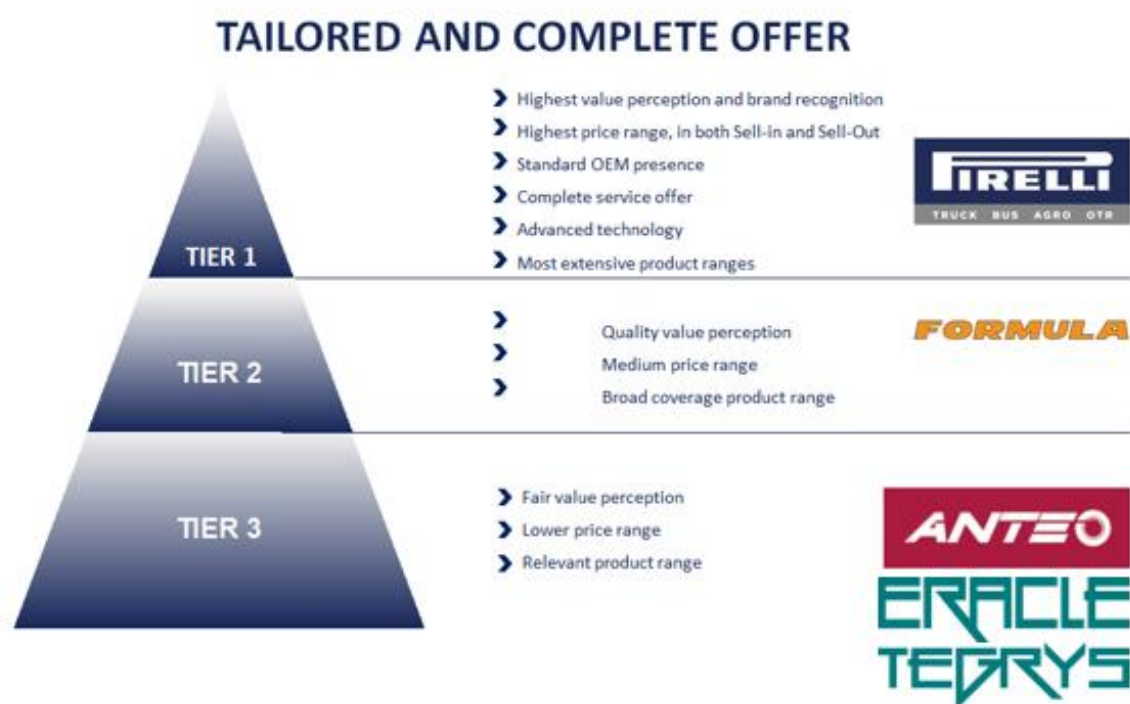 TAILORED AND COMPLETE OFFER
Highest value perception and brand recognition
Highest price range, in both Sell-in and Sell-Out
Standard OEM presence
Complete service offer
Advanced technology
Most extensive product ranges
TIER 1
PIRELLI
TRUCK BUS AGRO OTR
Quality value perception
Medium price range
Broad coverage product range
TIER 2
FORMULA
Fair value perception
Lower price range
Relevant product range
TIER 3
ANTEO
ERACLE
TEGRYS